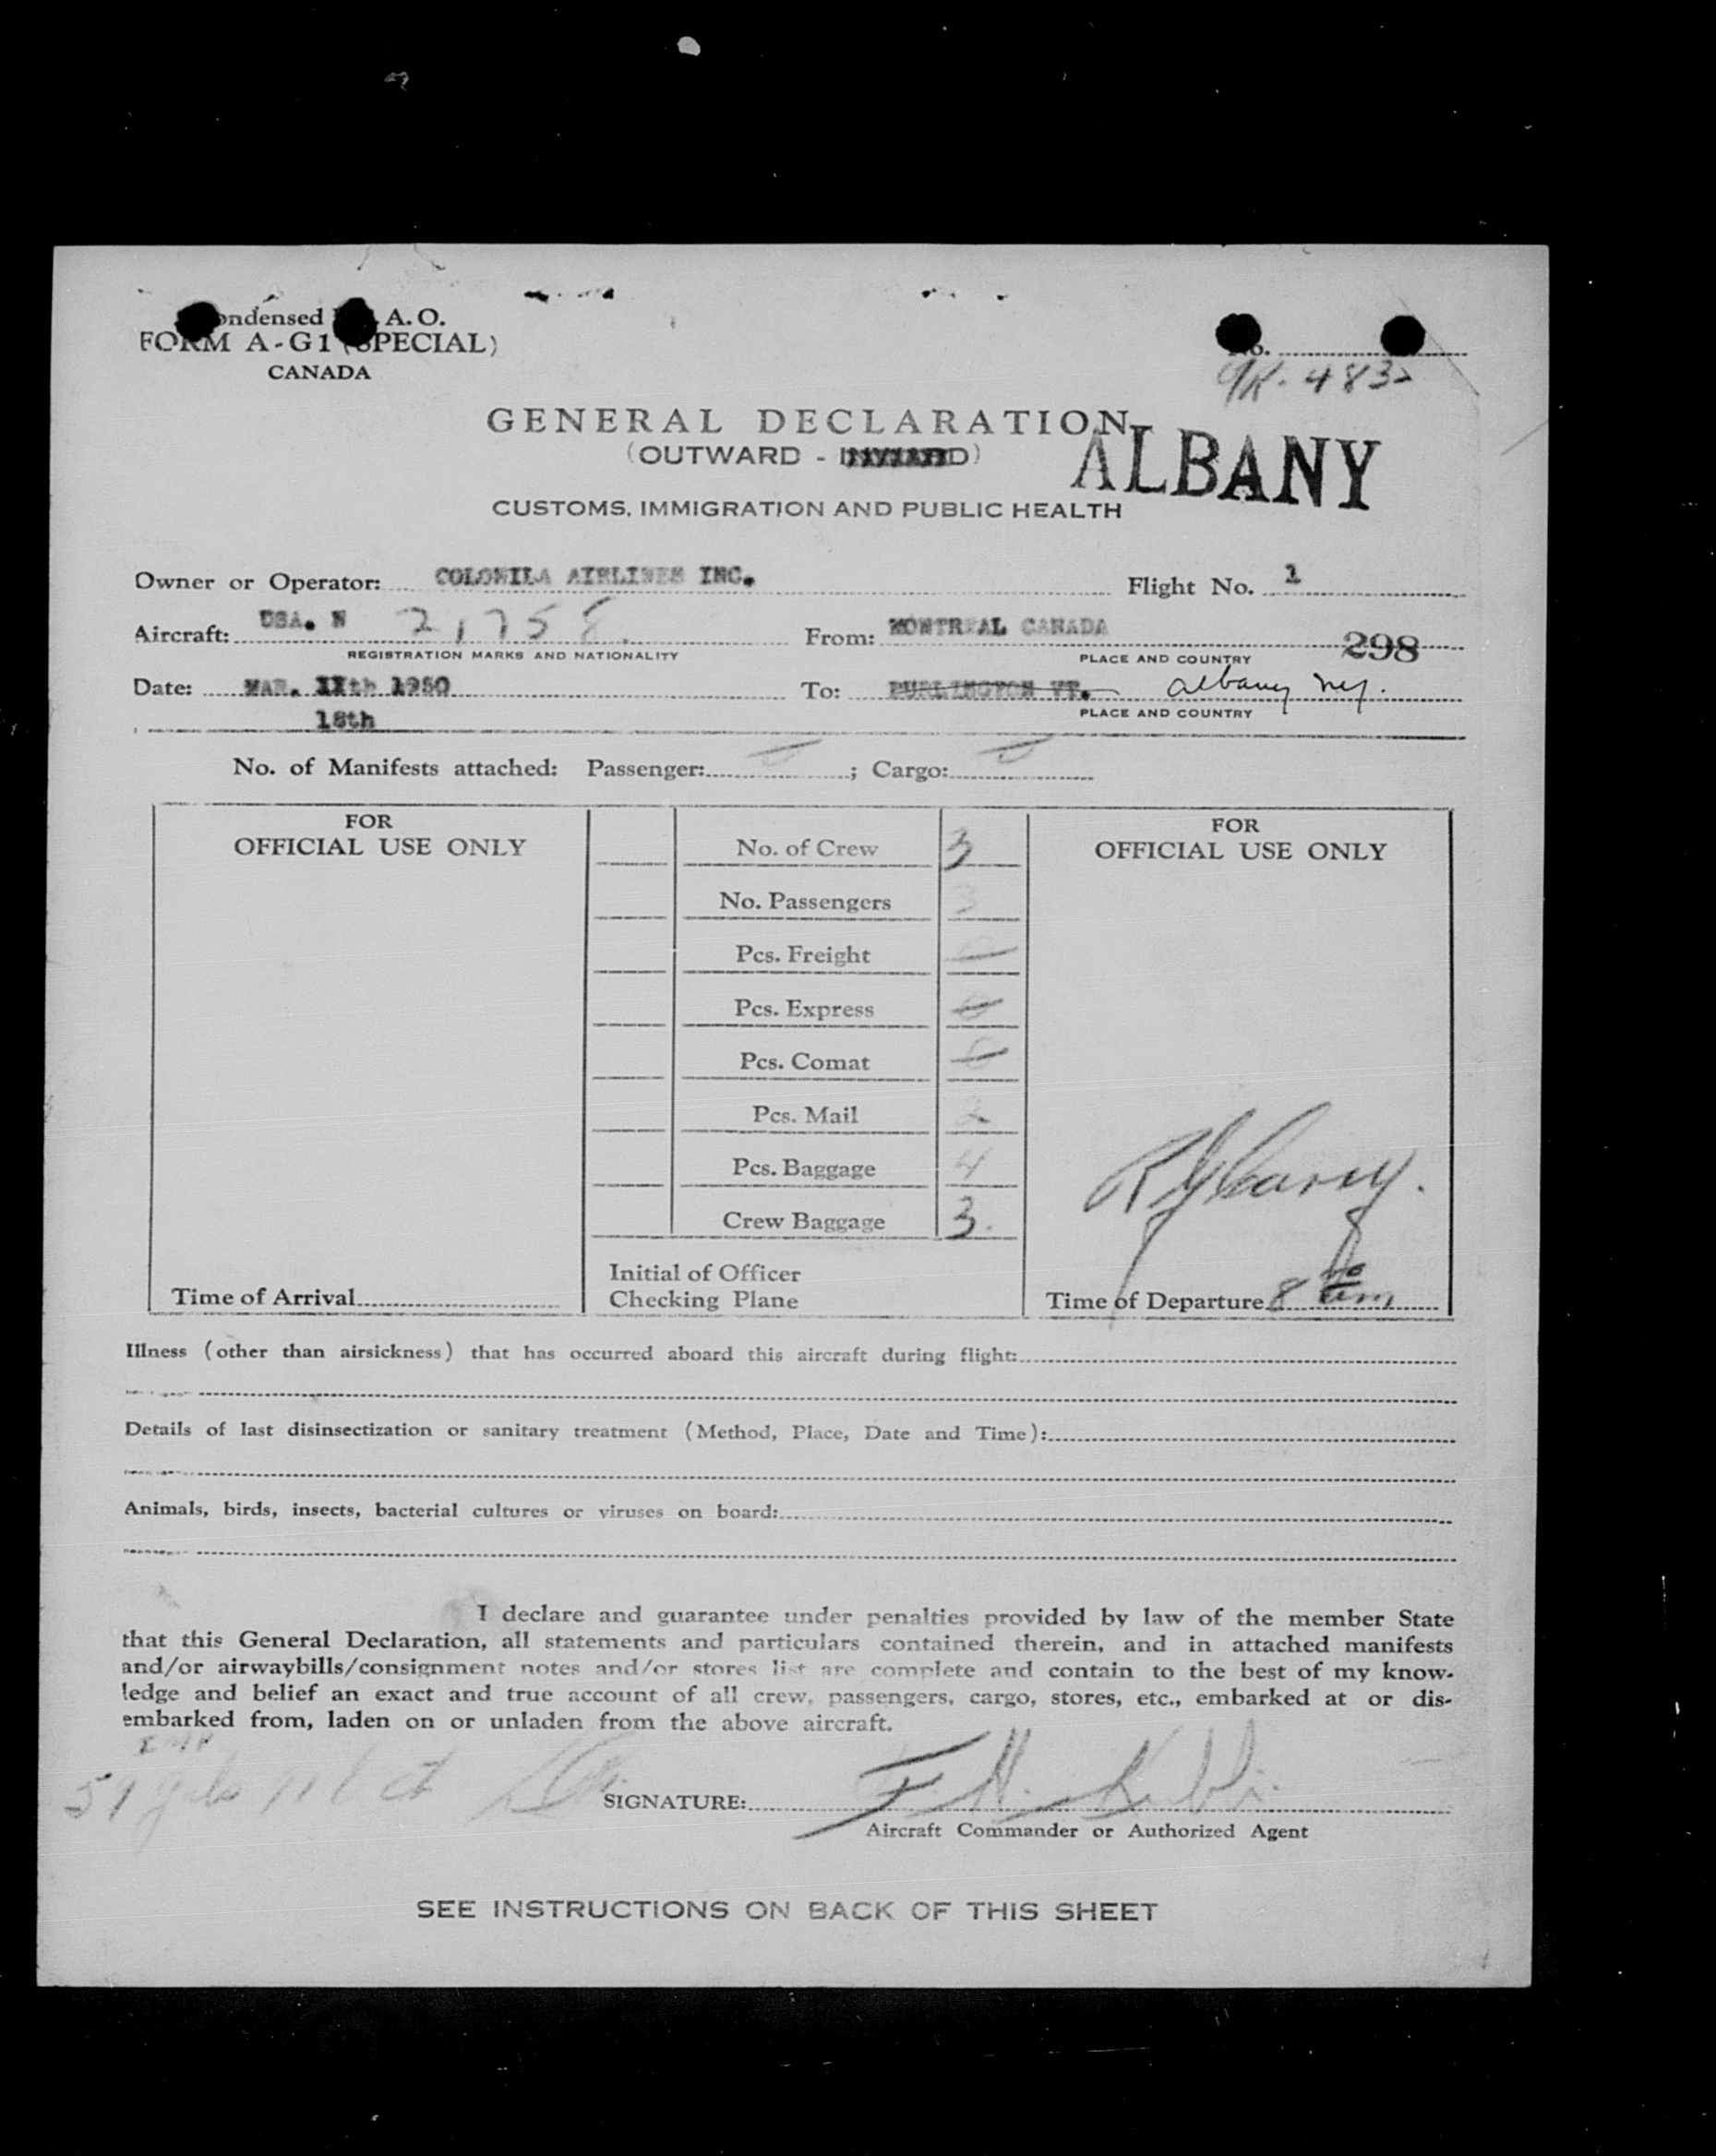 Condensed A. O.
FORM A-G1 (SPECIAL)
CANADA
No.
483
GENERAL DECLARATION
(OUTWARD - D)
ALBANY
CUSTOMS, IMMIGRATION AND PUBLIC HEALTH
Owner or Operator: COLONILA AIRLINES INC. Flight No. 1
Aircraft: USA. N 21758. From: MONTREAL CANADA 298
REGISTRATION MARKS AND NATIONALITY PLACE AND COUNTRY
Date: MAR. XXth 1950 To: BURLINGTON VT. Albany NY.
18th PLACE AND COUNTRY
No. of Manifests attached: Passenger: ; Cargo:
FOR
OFFICIAL USE ONLY
No. of Crew 3
No. Passengers 3
Pcs. Freight
Pcs. Express
Pcs. Comat
Pcs. Mail 2
Pcs. Baggage 4
Crew Baggage 3.
Initial of Officer
Checking Plane
Time of Arrival
FOR
OFFICIAL USE ONLY
Time of Departure 8 am
Illness (other than airsickness) that has occurred aboard this aircraft during flight:
Details of last disinsectization or sanitary treatment (Method, Place, Date and Time):
Animals, birds, insects, bacterial cultures or viruses on board:
I declare and guarantee under penalties provided by law of the member State
that this General Declaration, all statements and particulars contained therein, and in attached manifests
and/or airwaybills/consignment notes and/or stores list are complete and contain to the best of my know-
ledge and belief an exact and true account of all crew, passengers, cargo, stores, etc., embarked at or dis-
embarked from, laden on or unladen from the above aircraft.
SIGNATURE: F. H.
Aircraft Commander or Authorized Agent
SEE INSTRUCTIONS ON BACK OF THIS SHEET